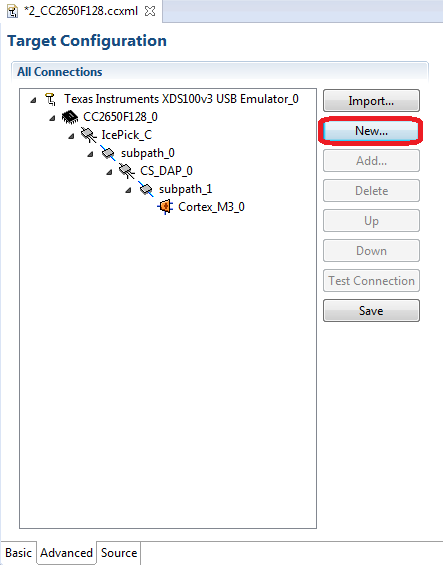 *2_CC2650F128.ccxml
Target Configuration
All Connections
Texas Instruments XDS100v3 USB Emulator_0
CC2650F128_0
IcePick_C
subpath_0
CS_DAP_0
subpath_1
Cortex_M3_0
Import...
New...
Add...
Delete
Up
Down
Test Connection
Save
Basic Advanced Source